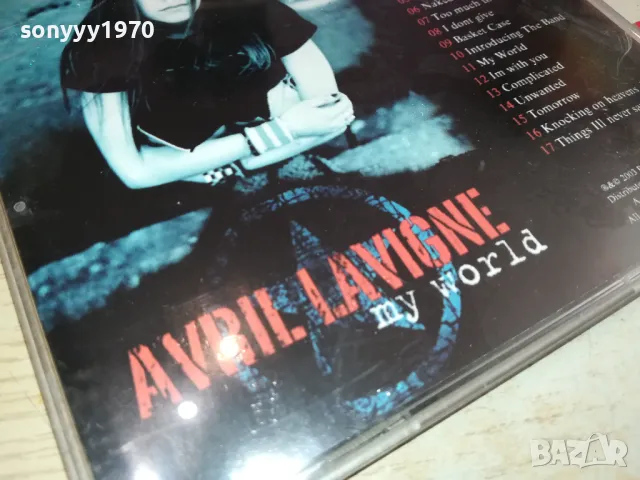 sonyyy1970
07 Too much to
08 I dont give
09 Basket Case
10 Introducing The Band
11 My World
12 Im with you
13 Complicated
14 Unwanted
15 Tomorrow
16 Knocking on heavens
17 Things Ill never sa
℗&© 2003
Distribut
AVRIL LAVIGNE
my world
BAZAR